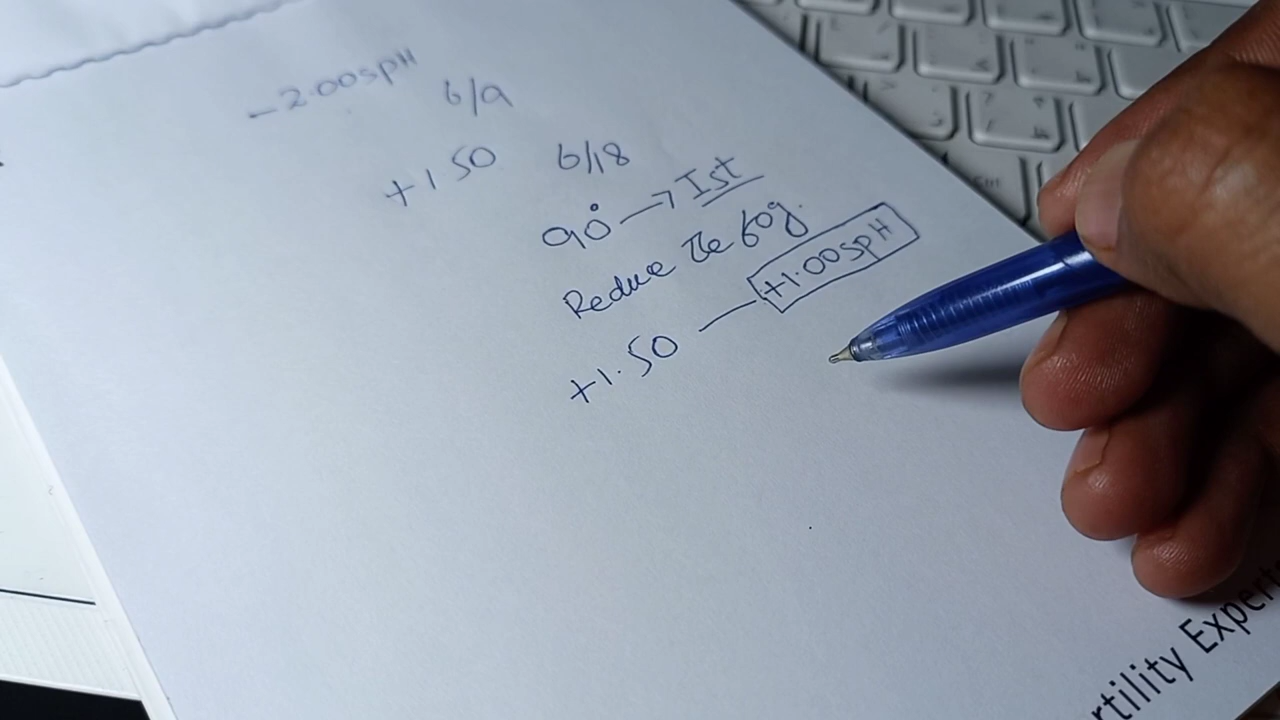 -2.00SPH 6/9
+1.50 6/18
90° → Ist
Reduce the fog.
+1.50 — +1.00SPH
rtility Expert
Ctrl